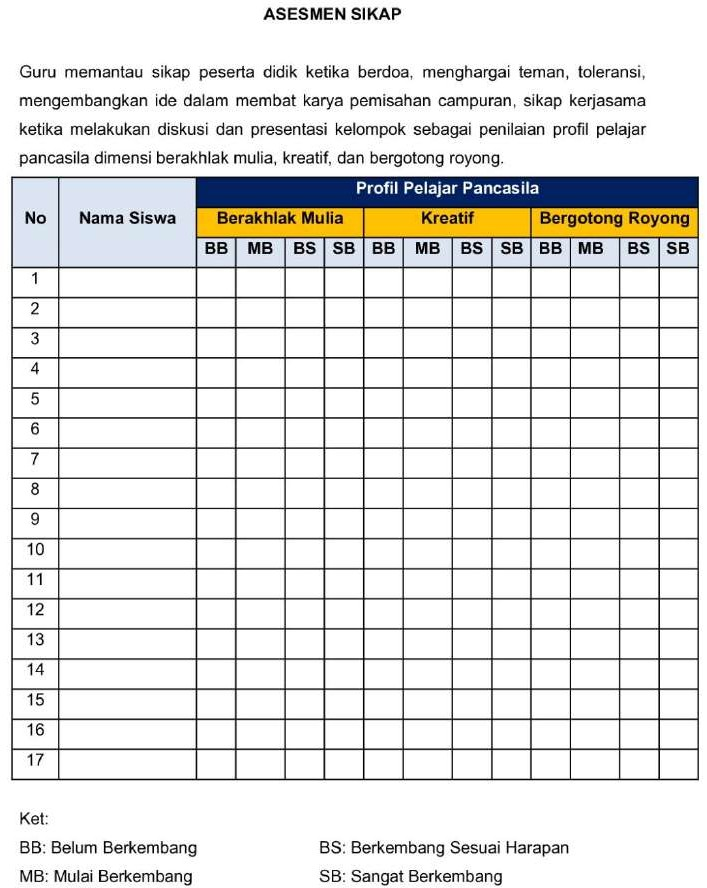 ASESMEN SIKAP
Guru memantau sikap peserta didik ketika berdoa, menghargai teman, toleransi,
mengembangkan ide dalam membat karya pemisahan campuran, sikap kerjasama
ketika melakukan diskusi dan presentasi kelompok sebagai penilaian profil pelajar
pancasila dimensi berakhlak mulia, kreatif, dan bergotong royong.
Profil Pelajar Pancasila
No Nama Siswa Berakhlak Mulia Kreatif Bergotong Royong
BB MB BS SB BB MB BS SB BB MB BS SB
1
2
3
4
5
6
7
8
9
10
11
12
13
14
15
16
17
Ket:
BB: Belum Berkembang BS: Berkembang Sesuai Harapan
MB: Mulai Berkembang SB: Sangat Berkembang